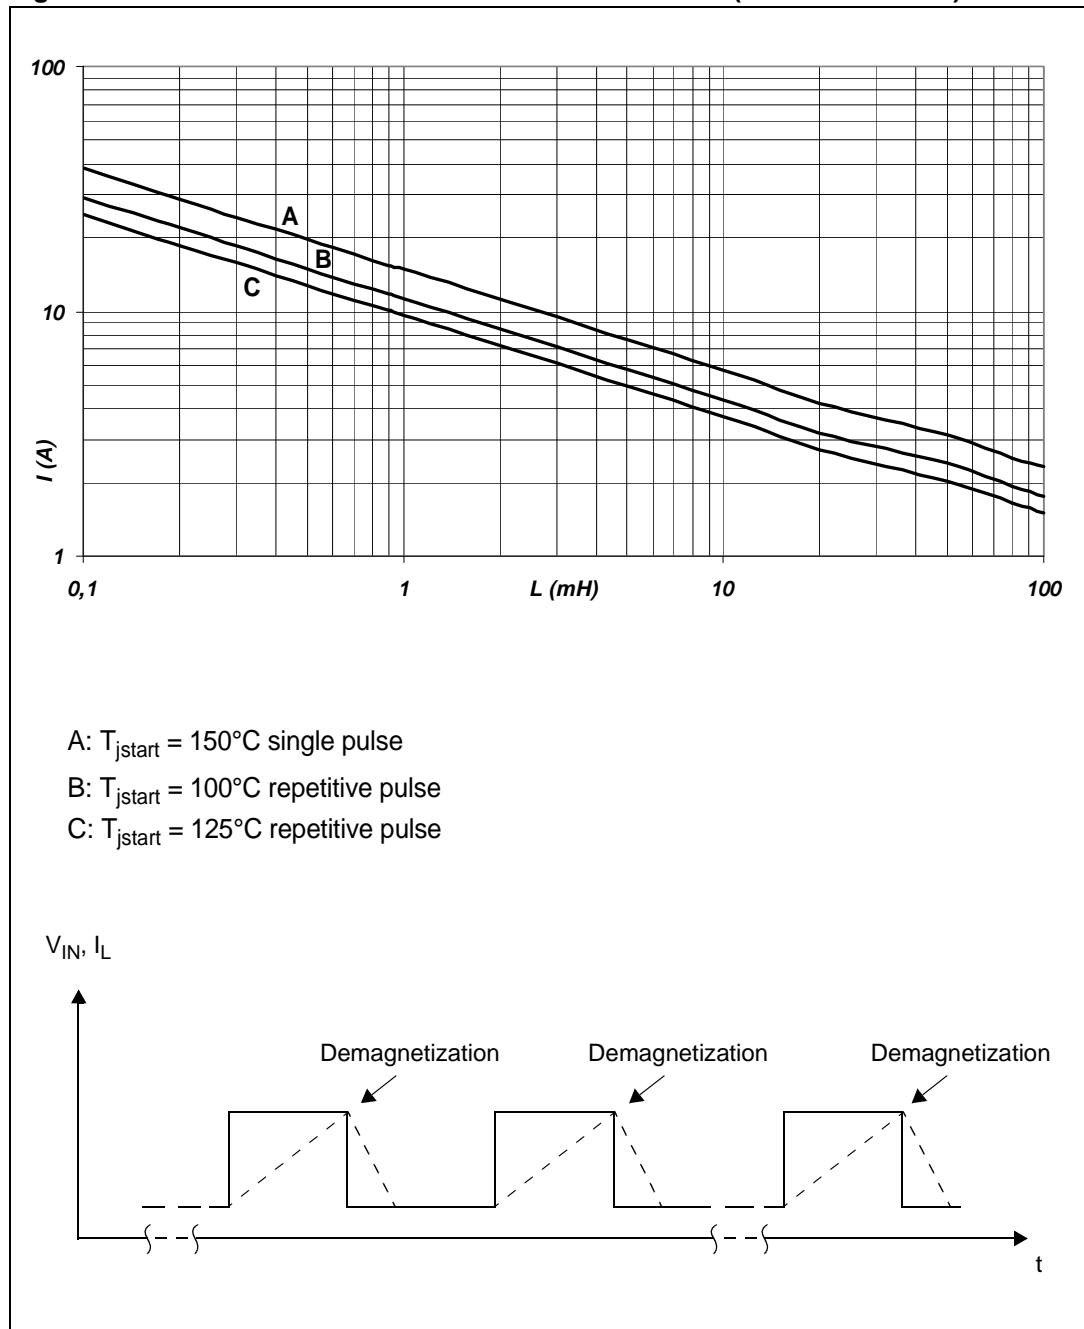 100
A
B
C
10
I (A)
1
0,1 1 L (mH) 10 100
A: Tjstart = 150°C single pulse
B: Tjstart = 100°C repetitive pulse
C: Tjstart = 125°C repetitive pulse
VIN, IL
Demagnetization Demagnetization Demagnetization
t